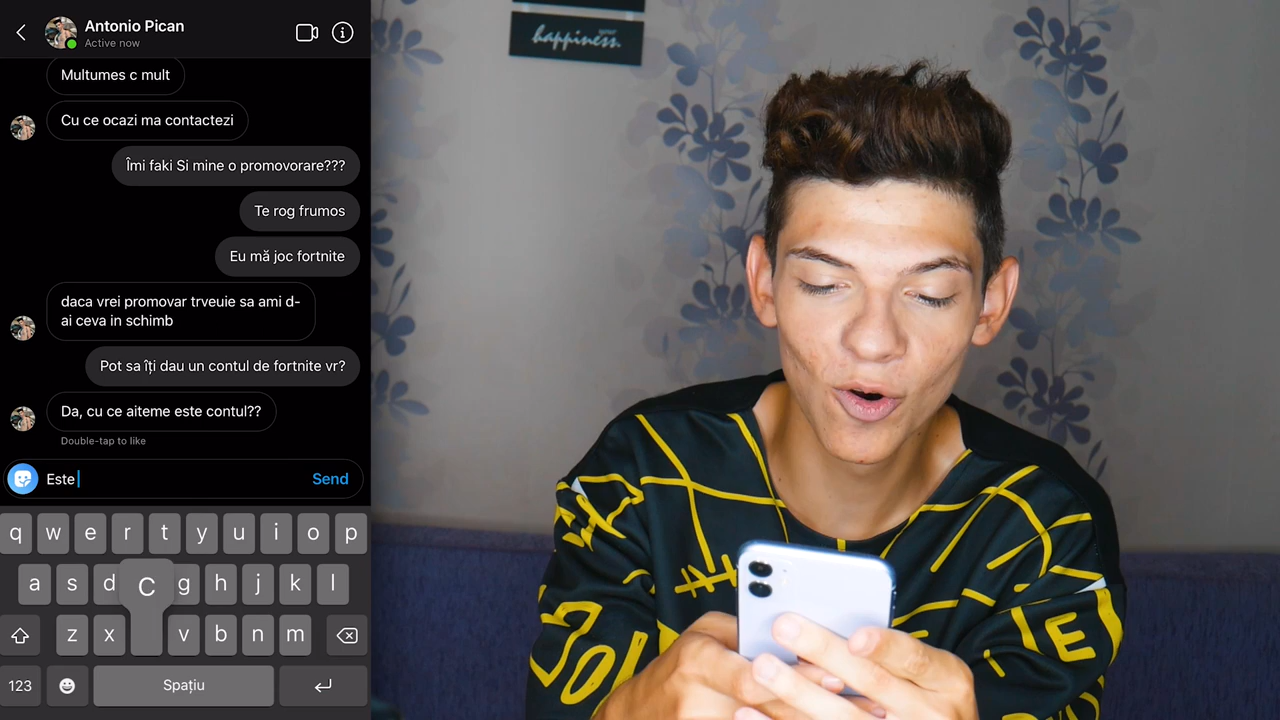 Antonio Pican
Active now
Multumes c mult
Cu ce ocazi ma contactezi
Îmi faki Si mine o promovorare???
Te rog frumos
Eu mă joc fortnite
daca vrei promovar trveuie sa ami d-
ai ceva in schimb
Pot sa îți dau un contul de fortnite vr?
Da, cu ce aiteme este contul??
Double-tap to like
Este
Send
q w e r t y u i o p
a s d C g h j k l
z x v b n m
123 Spațiu
happiness.